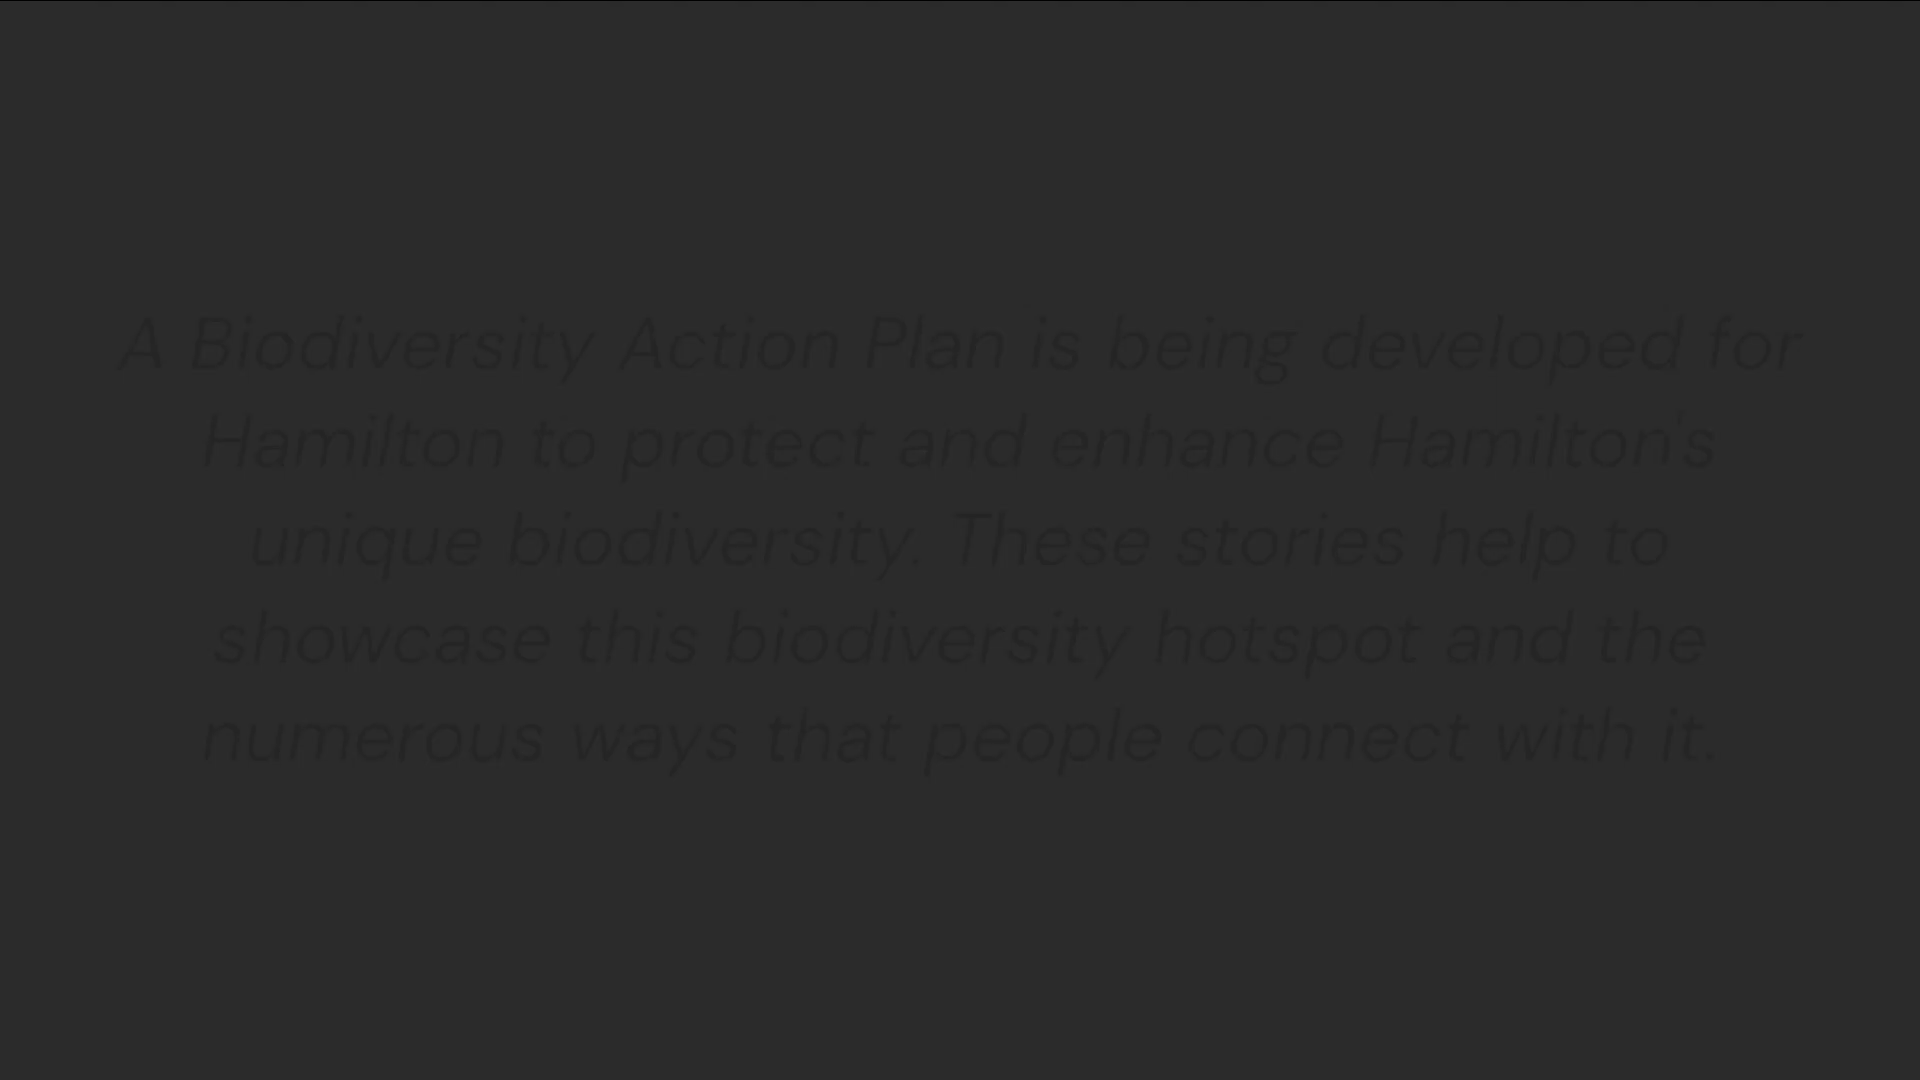 A Biodiversity Action Plan is being developed for
Hamilton to protect and enhance Hamilton's
unique biodiversity. These stories help to
showcase this biodiversity hotspot and the
numerous ways that people connect with it.